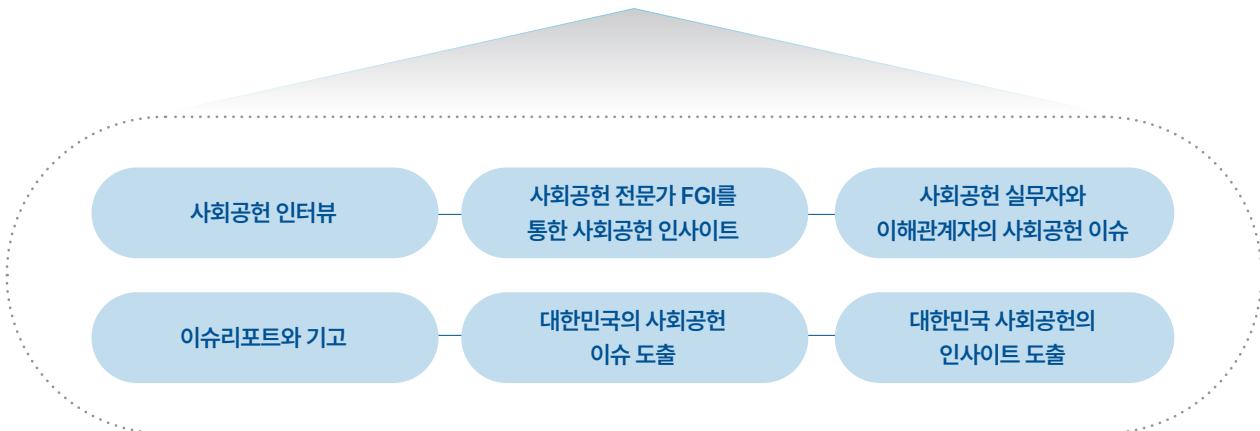 사회공헌 인터뷰
사회공헌 전문가 FGI를
통한 사회공헌 인사이트
사회공헌 실무자와
이해관계자의 사회공헌 이슈
이슈리포트와 기고
대한민국의 사회공헌
이슈 도출
대한민국 사회공헌의
인사이트 도출